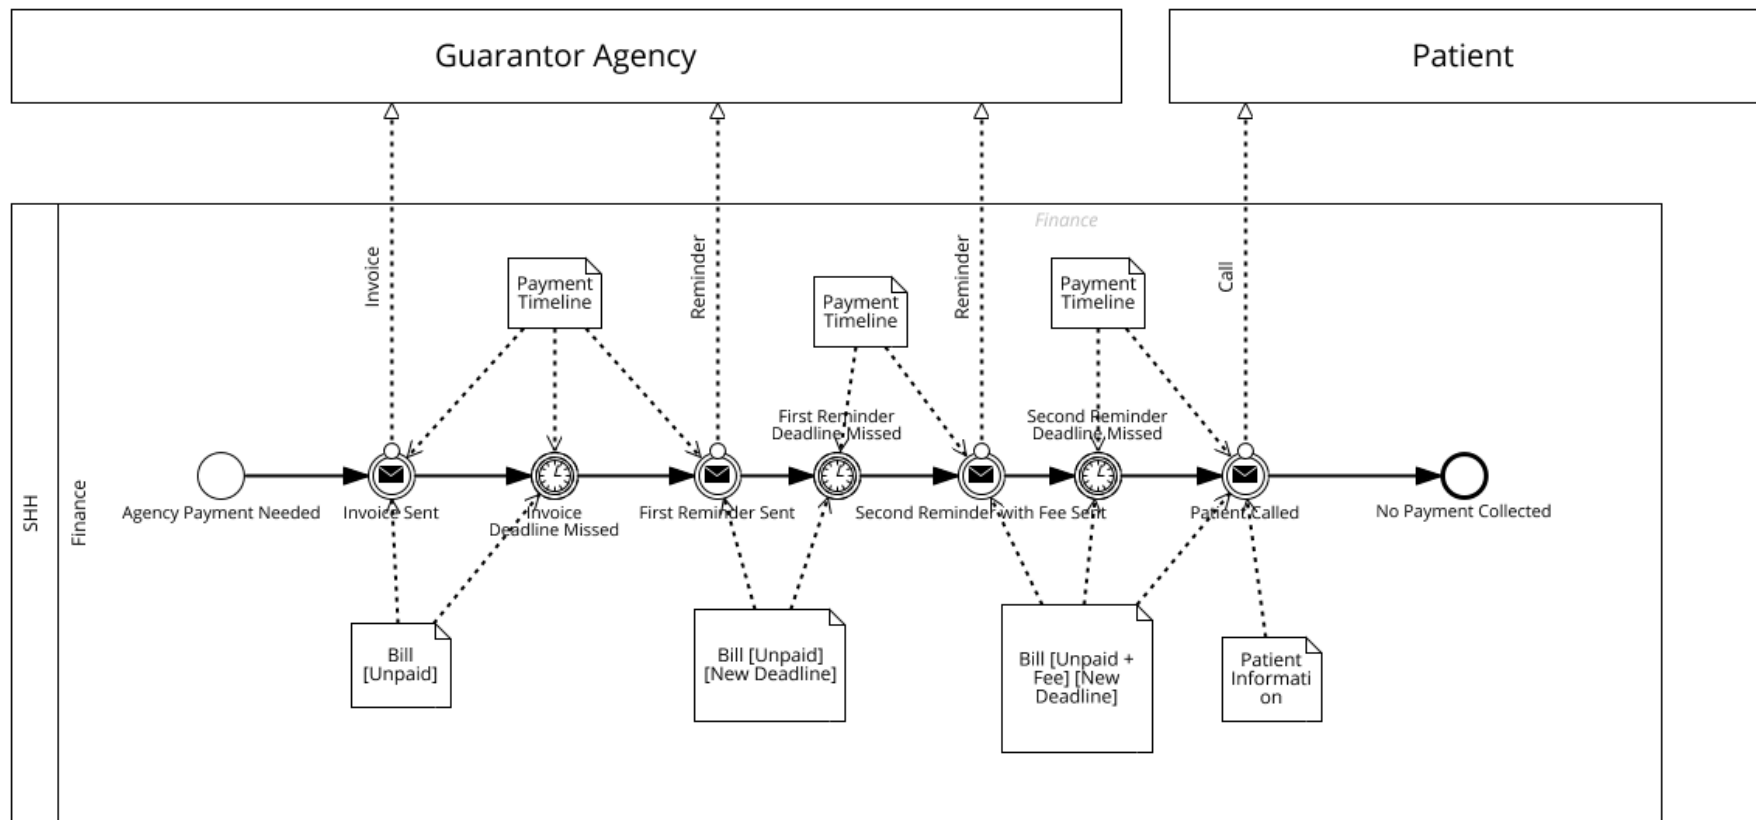 Guarantor Agency
Patient
Finance
Invoice
Reminder
Reminder
Call
Payment
Timeline
Payment
Timeline
Payment
Timeline
First Reminder
Deadline Missed
Second Reminder
Deadline Missed
SHH
Finance
Agency Payment Needed
Invoice Sent
Invoice
Deadline Missed
First Reminder Sent
Second Reminder with Fee Sent
Patient Called
No Payment Collected
Bill
[Unpaid]
Bill [Unpaid]
[New Deadline]
Bill [Unpaid +
Fee] [New
Deadline]
Patient
Informati
on